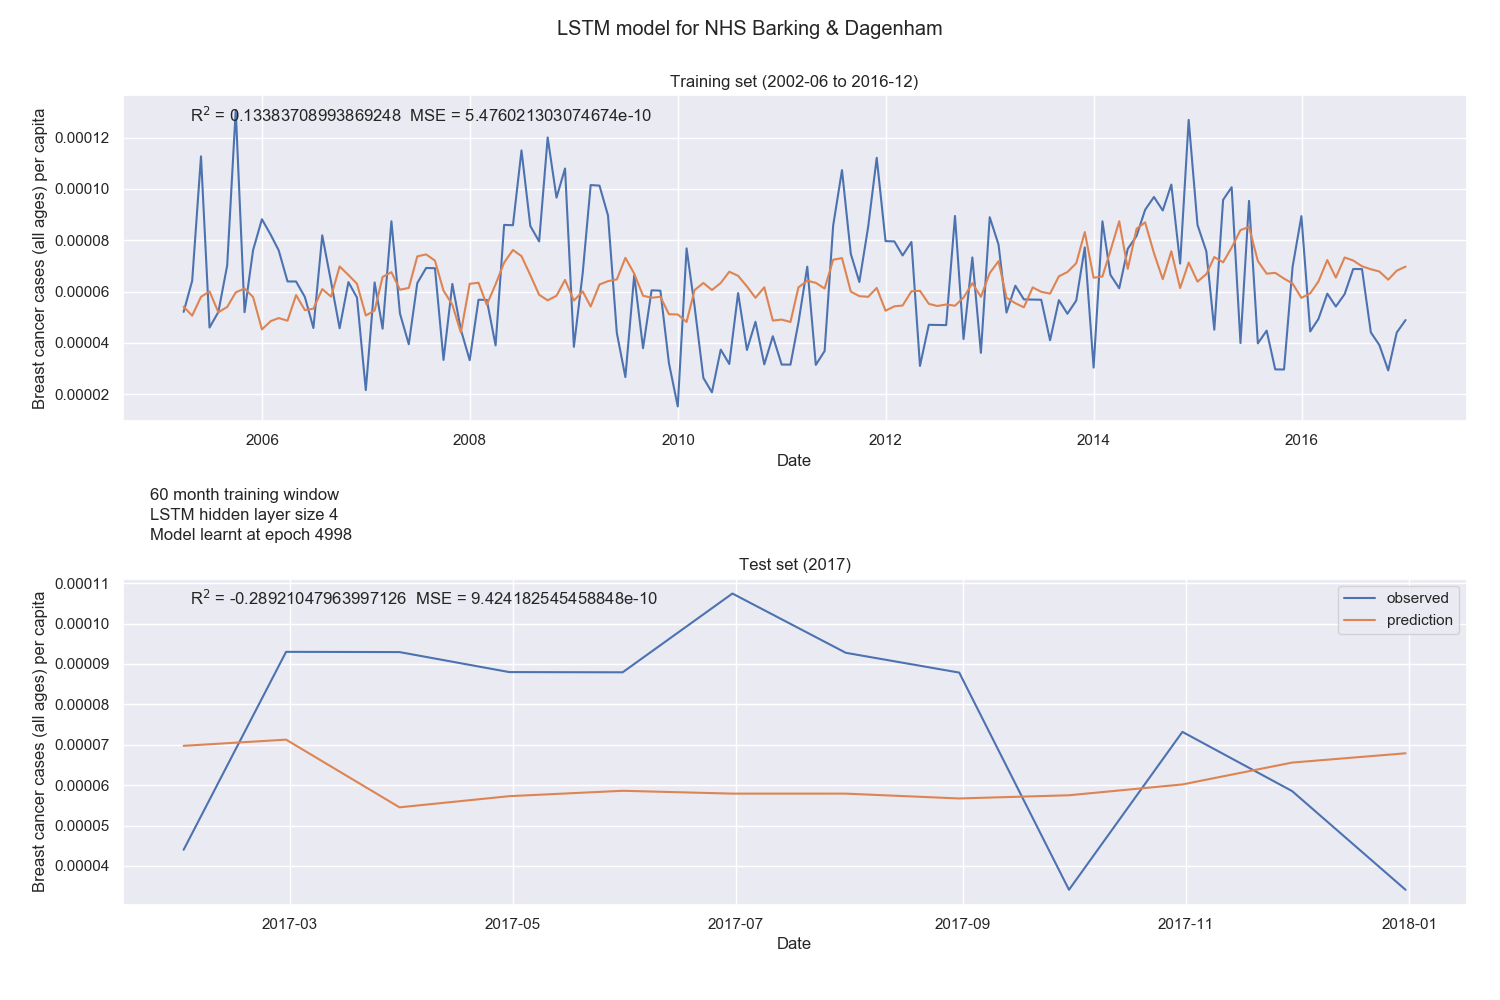 LSTM model for NHS Barking & Dagenham
Training set (2002-06 to 2016-12)
R² = 0.13383708993869248  MSE = 5.476021303074674e-10
Breast cancer cases (all ages) per capita
0.00012
0.00010
0.00008
0.00006
0.00004
0.00002
2006 2008 2010 2012 2014 2016
Date
60 month training window
LSTM hidden layer size 4
Model learnt at epoch 4998
Test set (2017)
R² = -0.28921047963997126  MSE = 9.424182545458848e-10
observed
prediction
Breast cancer cases (all ages) per capita
0.00011
0.00010
0.00009
0.00008
0.00007
0.00006
0.00005
0.00004
2017-03 2017-05 2017-07 2017-09 2017-11 2018-01
Date